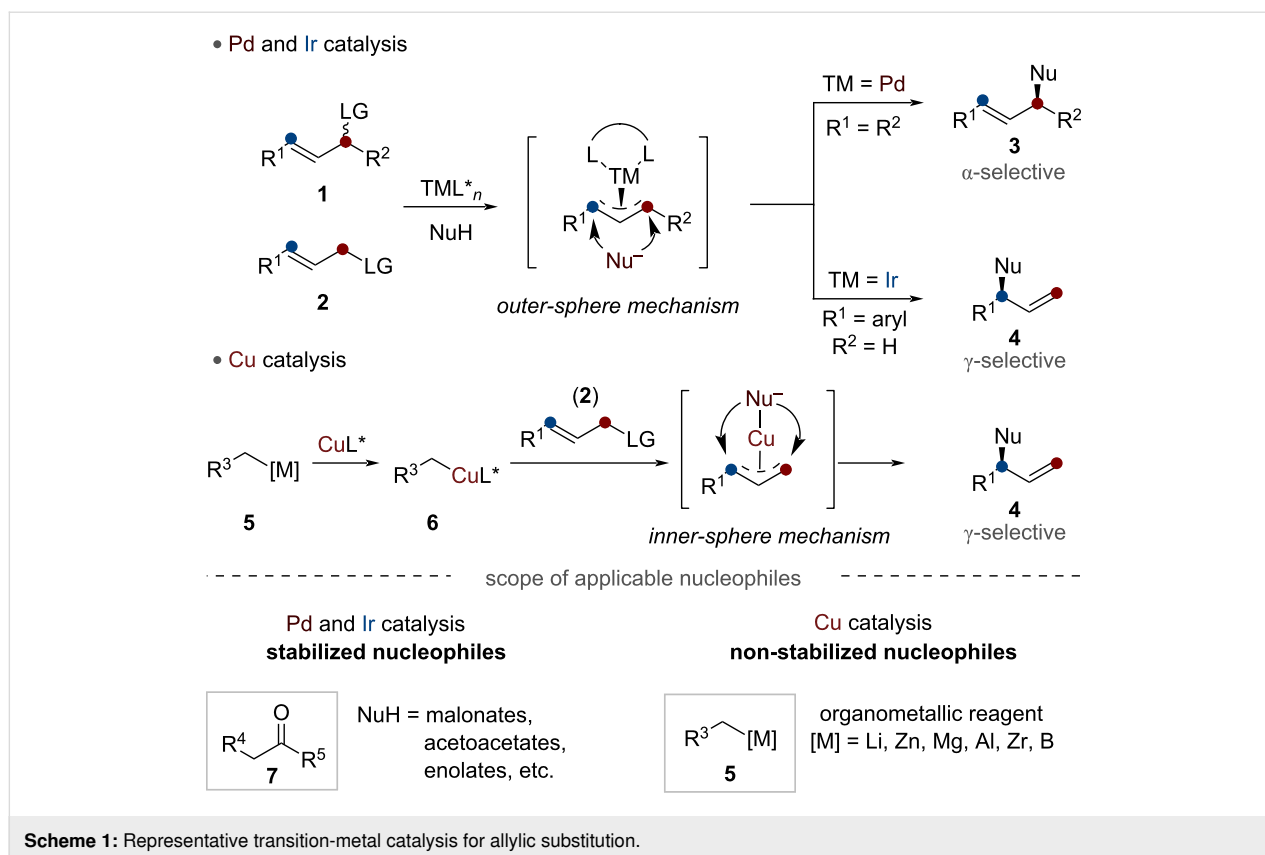 • Pd and Ir catalysis
LG
R¹
R²
1
R¹
LG
2
TML*ₙ
NuH
L
L
TM
R¹
R²
Nu⁻
outer-sphere mechanism
TM = Pd
R¹ = R²
Nu
R¹
R²
3
α-selective
TM = Ir
R¹ = aryl
R² = H
Nu
R¹
4
γ-selective
• Cu catalysis
R³
[M]
5
CuL*
R³
CuL*
6
(2)
R¹
LG
Nu⁻
Cu
R¹
inner-sphere mechanism
Nu
R¹
4
γ-selective
scope of applicable nucleophiles
Pd and Ir catalysis
stabilized nucleophiles
O
R⁴
R⁵
7
NuH = malonates,
acetoacetates,
enolates, etc.
Cu catalysis
non-stabilized nucleophiles
R³
[M]
5
organometallic reagent
[M] = Li, Zn, Mg, Al, Zr, B
Scheme 1: Representative transition-metal catalysis for allylic substitution.